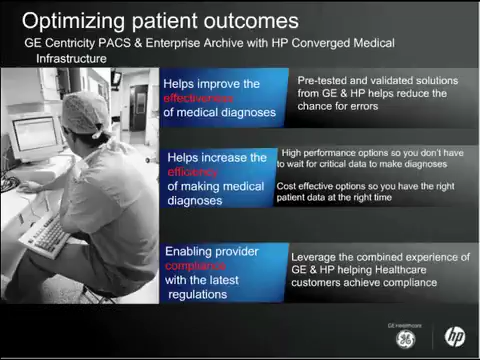 Optimizing patient outcomes
GE Centricity PACS & Enterprise Archive with HP Converged Medical
Infrastructure
Helps improve the
effectiveness
of medical diagnoses
Pre-tested and validated solutions
from GE & HP helps reduce the
chance for errors
Helps increase the
efficiency
of making medical
diagnoses
High performance options so you don't have
to wait for critical data to make diagnoses
Cost effective options so you have the right
patient data at the right time
Enabling provider
compliance
with the latest
regulations
Leverage the combined experience of
GE & HP helping Healthcare
customers achieve compliance
GE Healthcare
hp